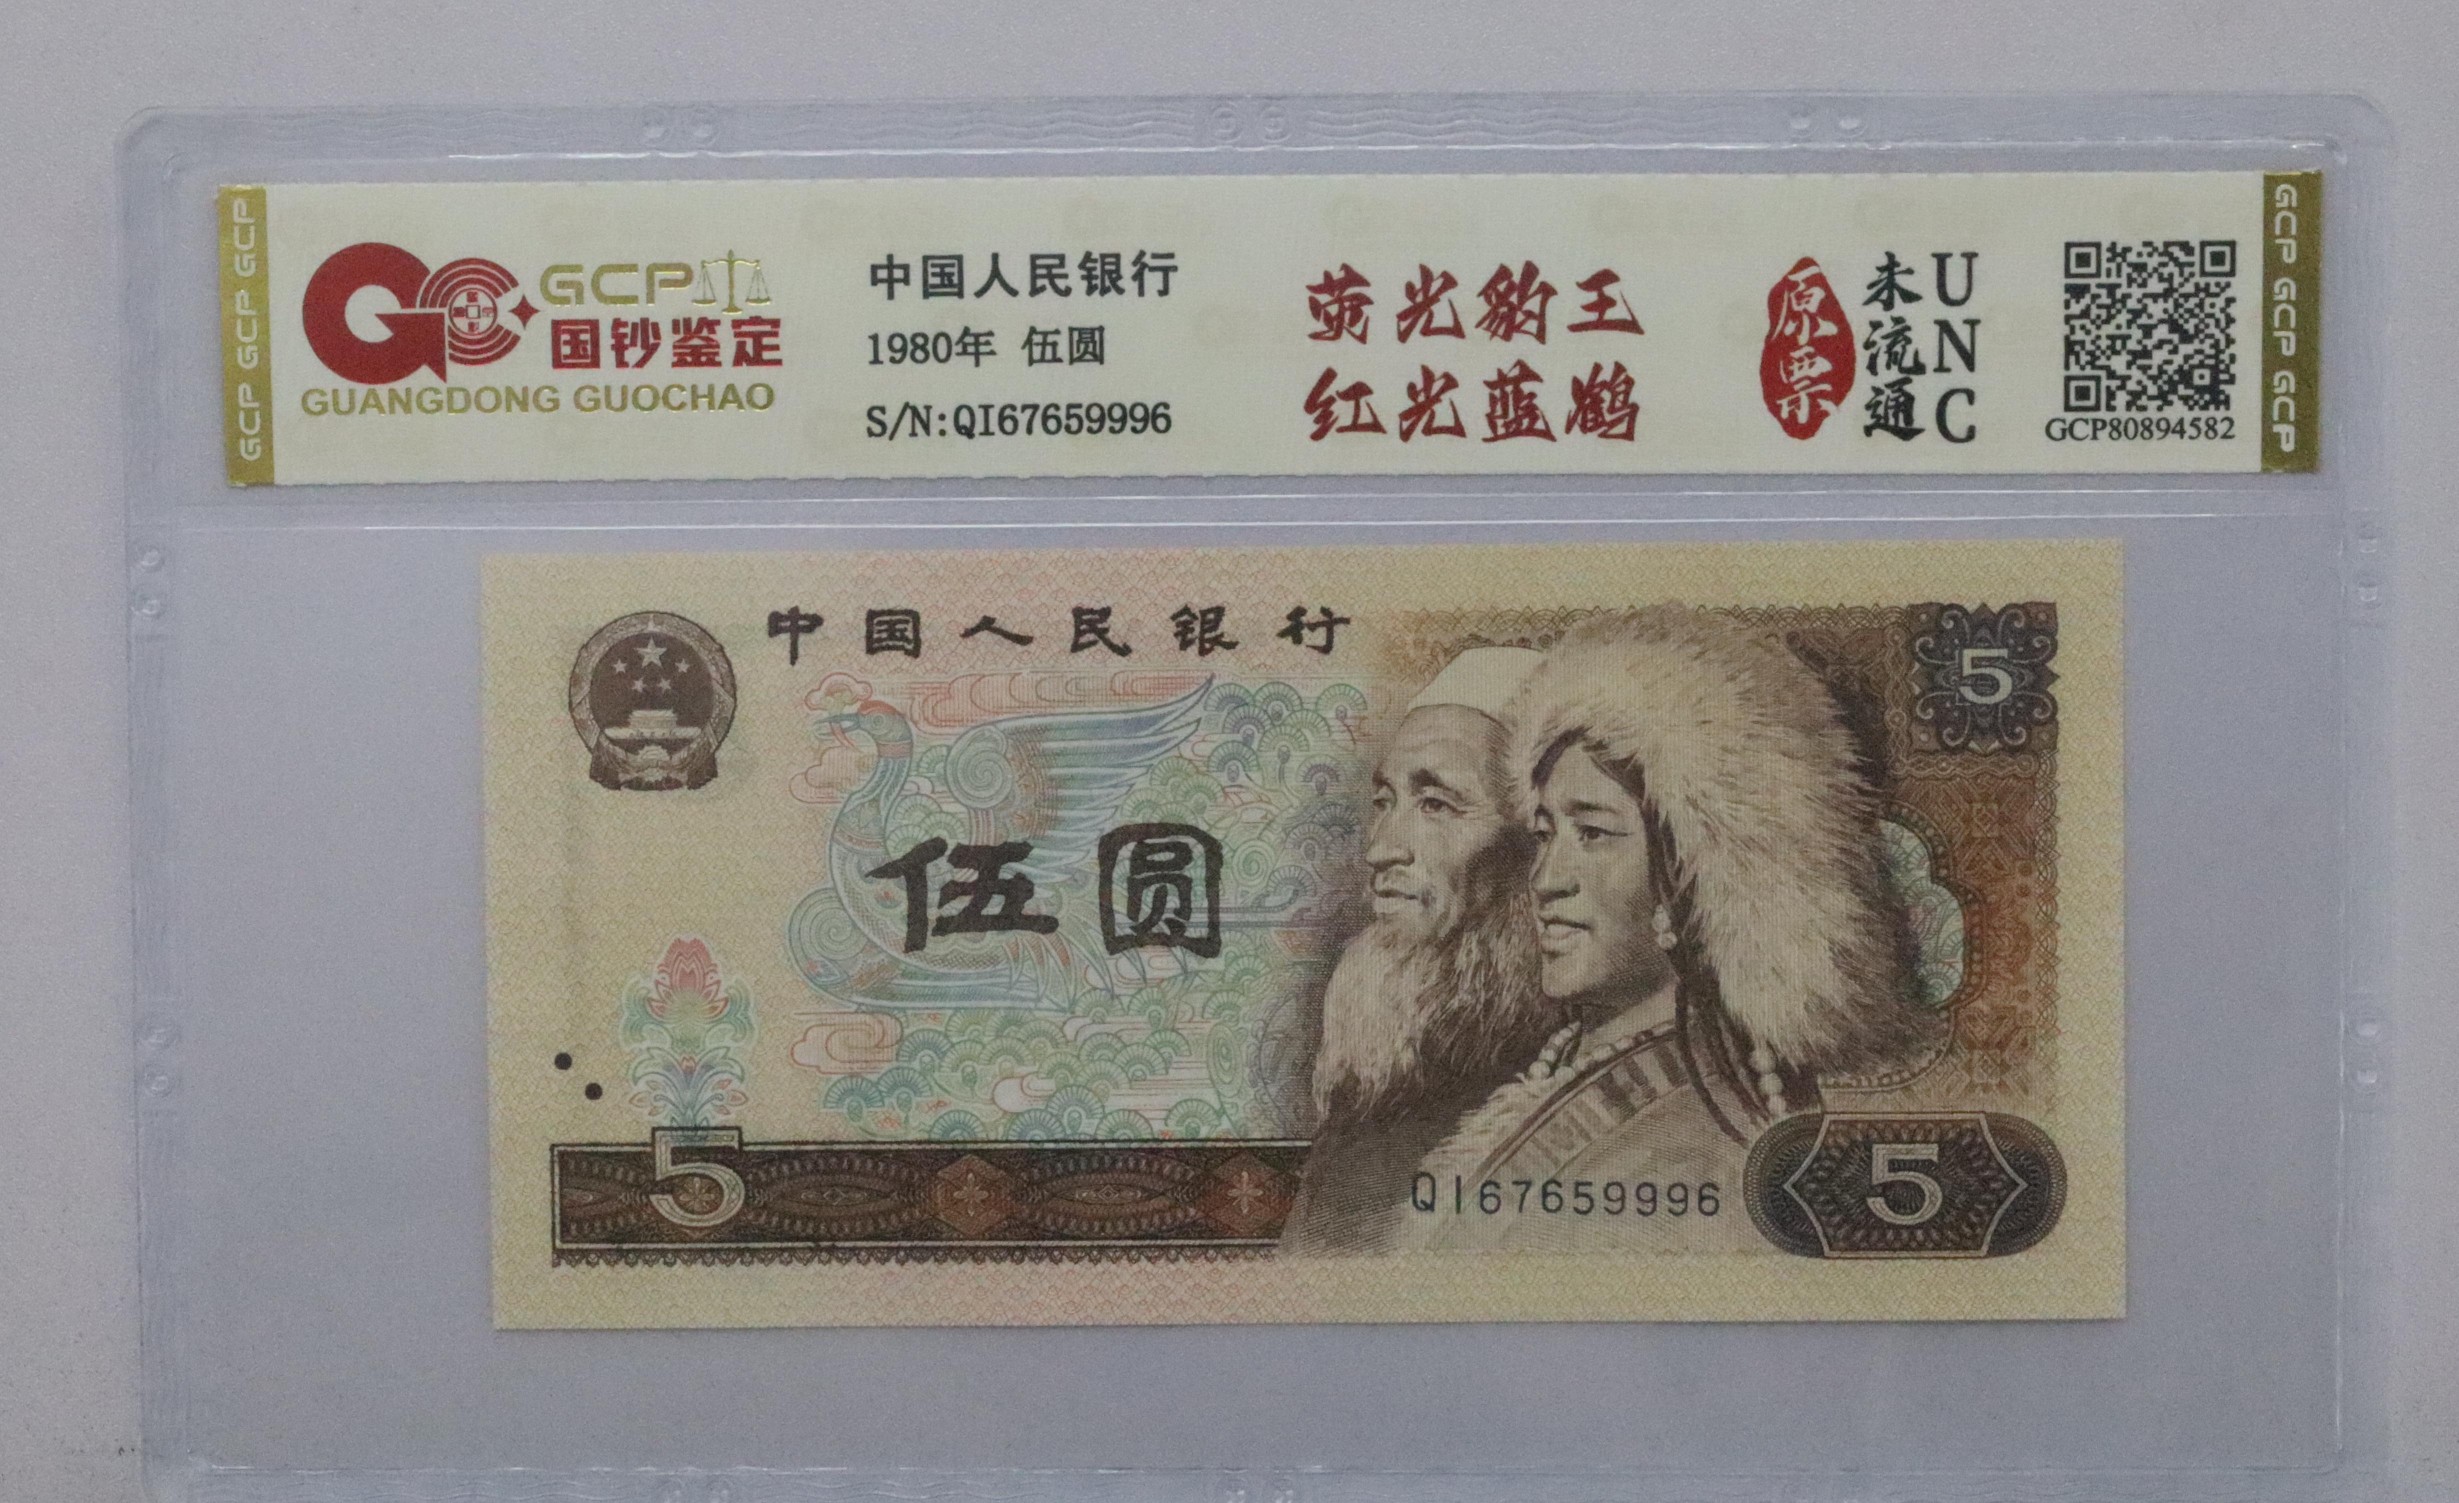 GCP GCP GCP
GCP
国钞鉴定
GUANGDONG GUOCHAO
中国人民银行
1980年 伍圆
S/N:QI67659996
荧光豹王
红光蓝鹤
原票
未流通
UNC
GCP80894582
GCP GCP GCP
中国人民银行
5
伍圆
5
QI67659996
5